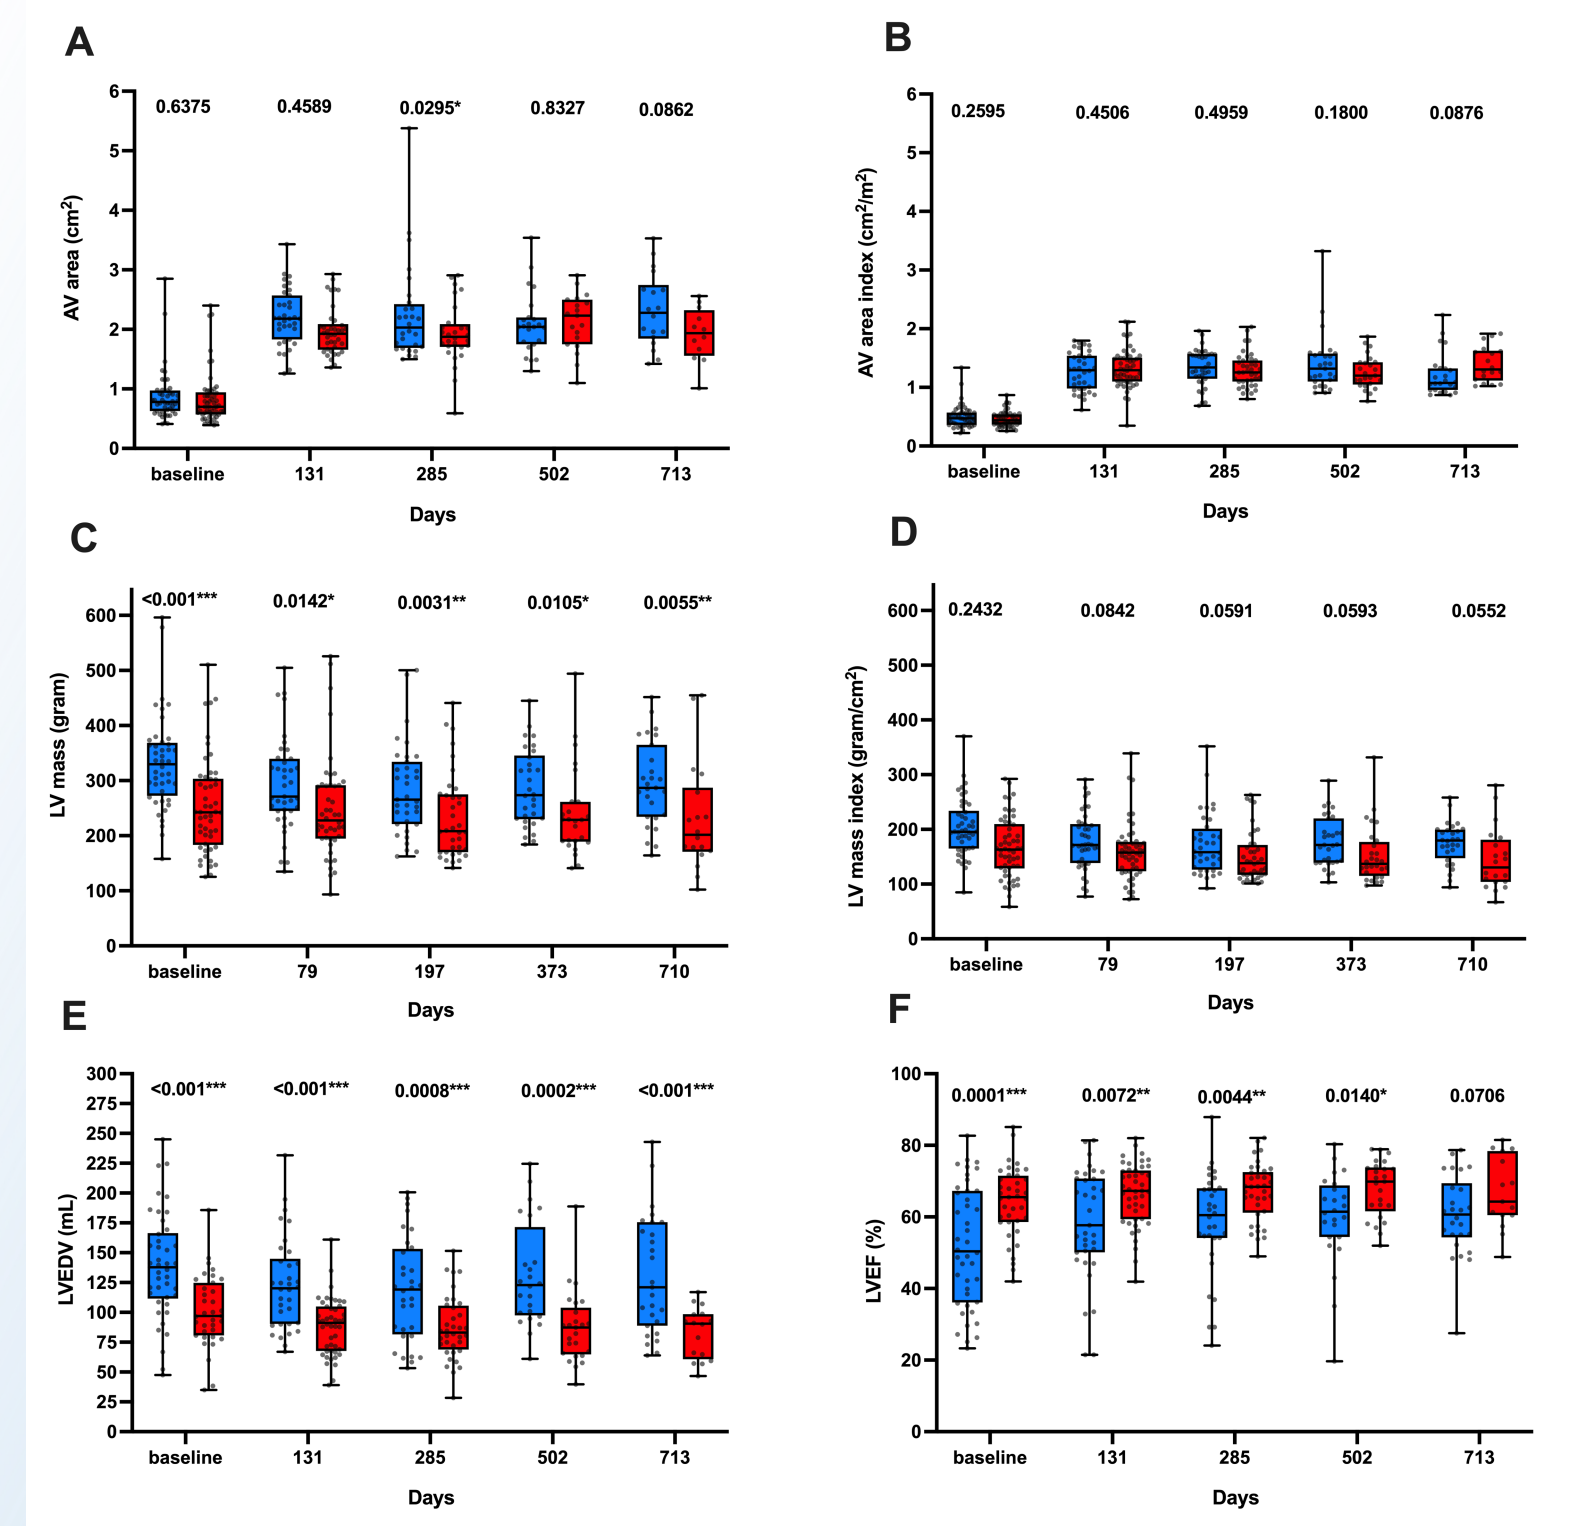 A
AV area (cm²)
6
5
4
3
2
1
0
0.6375 0.4589 0.0295* 0.8327 0.0862
baseline 131 285 502 713
Days
B
AV area index (cm²/m²)
6
5
4
3
2
1
0
0.2595 0.4506 0.4959 0.1800 0.0876
baseline 131 285 502 713
Days
C
LV mass (gram)
600
500
400
300
200
100
0
<0.001*** 0.0142* 0.0031** 0.0105* 0.0055**
baseline 79 197 373 710
Days
D
LV mass index (gram/cm²)
600
500
400
300
200
100
0
0.2432 0.0842 0.0591 0.0593 0.0552
baseline 79 197 373 710
Days
E
LVEDV (mL)
300
275
250
225
200
175
150
125
100
75
50
25
0
<0.001*** <0.001*** 0.0008*** 0.0002*** <0.001***
baseline 131 285 502 713
Days
F
LVEF (%)
100
80
60
40
20
0
0.0001*** 0.0072** 0.0044** 0.0140* 0.0706
baseline 131 285 502 713
Days